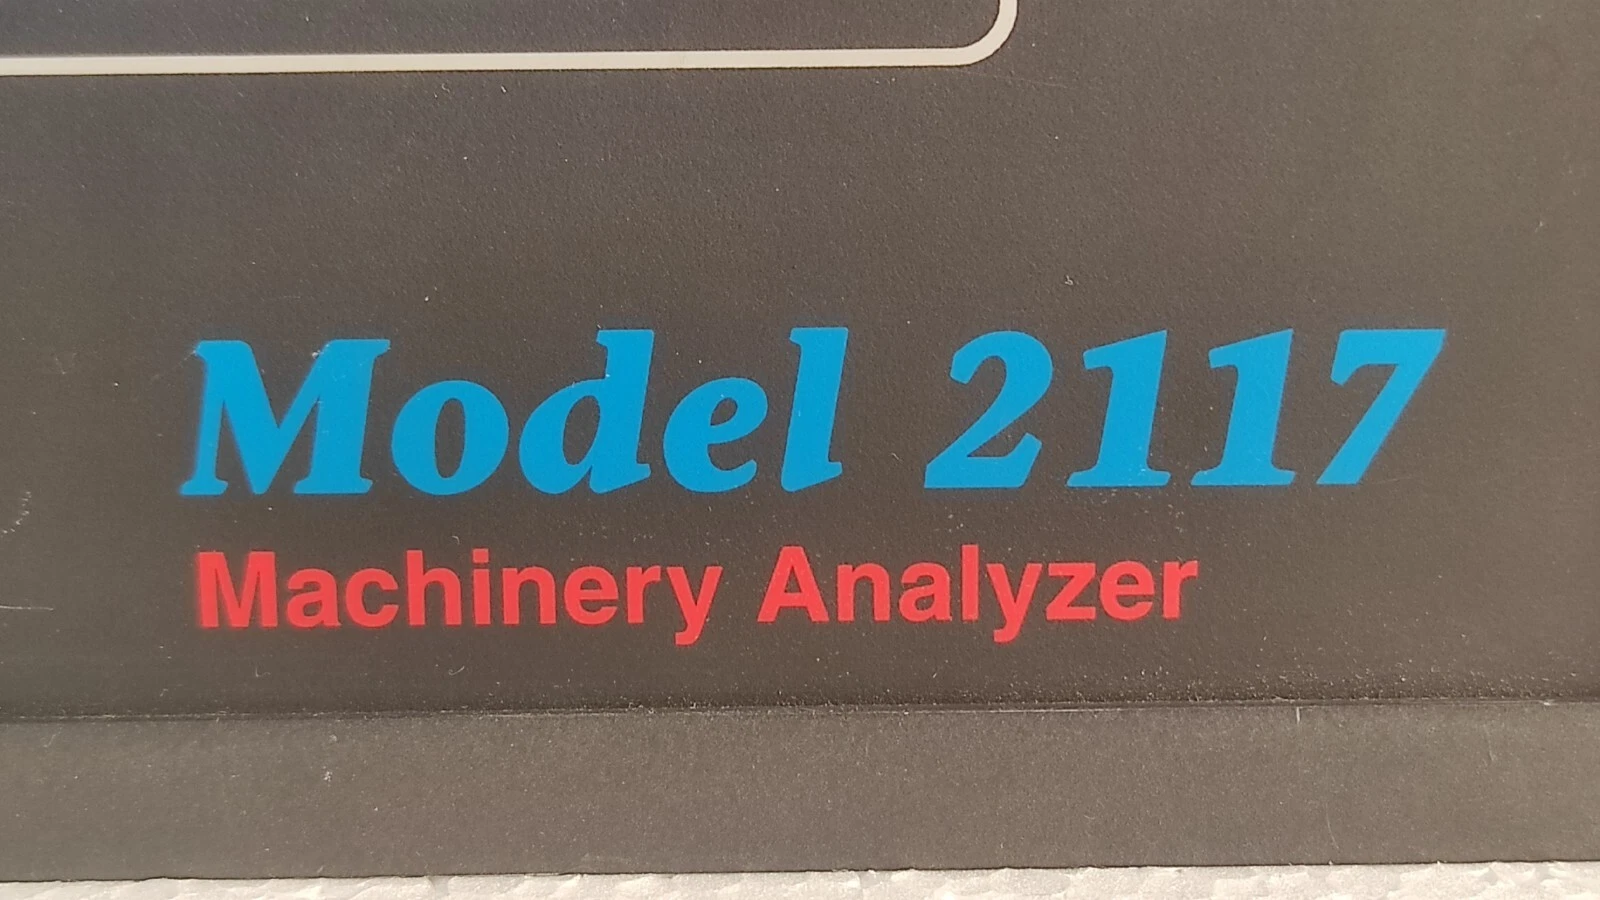 Model 2117
Machinery Analyzer